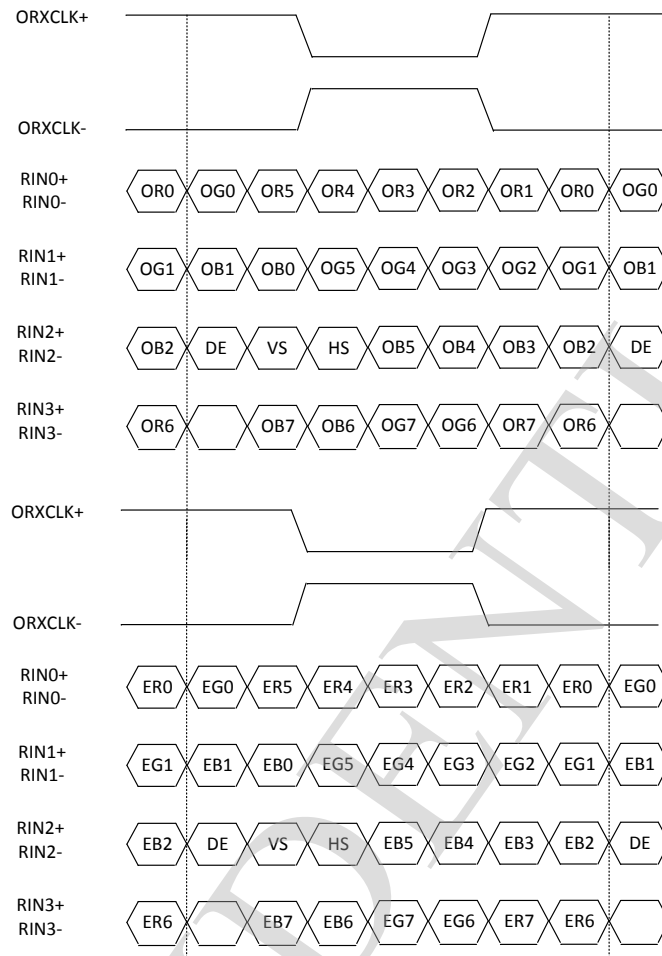 ORXCLK+
ORXCLK-
RIN0+ OR0 OG0 OR5 OR4 OR3 OR2 OR1 OR0 OG0
RIN0-
RIN1+ OG1 OB1 OB0 OG5 OG4 OG3 OG2 OG1 OB1
RIN1-
RIN2+ OB2 DE VS HS OB5 OB4 OB3 OB2 DE
RIN2-
RIN3+ OR6 OB7 OB6 OG7 OG6 OR7 OR6
RIN3-
ORXCLK+
ORXCLK-
RIN0+ ER0 EG0 ER5 ER4 ER3 ER2 ER1 ER0 EG0
RIN0-
RIN1+ EG1 EB1 EB0 EG5 EG4 EG3 EG2 EG1 EB1
RIN1-
RIN2+ EB2 DE VS HS EB5 EB4 EB3 EB2 DE
RIN2-
RIN3+ ER6 EB7 EB6 EG7 EG6 ER7 ER6
RIN3-
DENTI